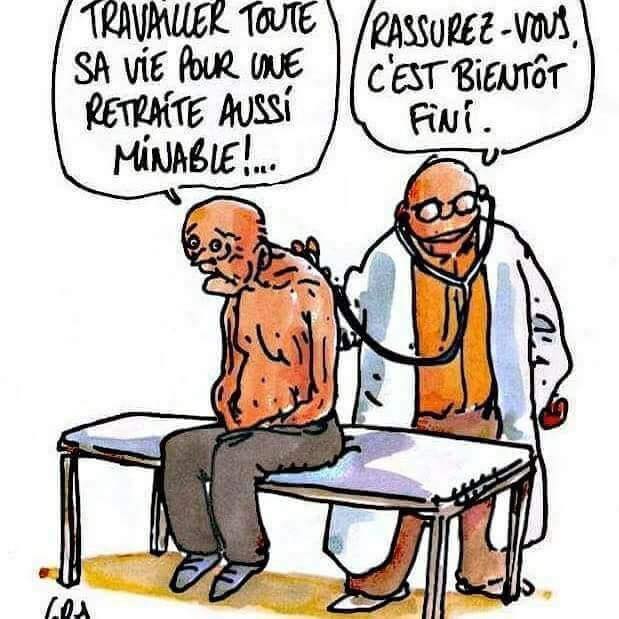 TRAVAILLER TOUTE
SA VIE POUR UNE
RETRAITE AUSSI
MINABLE!...
RASSUREZ-VOUS,
C'EST BIENTÔT
FINI.